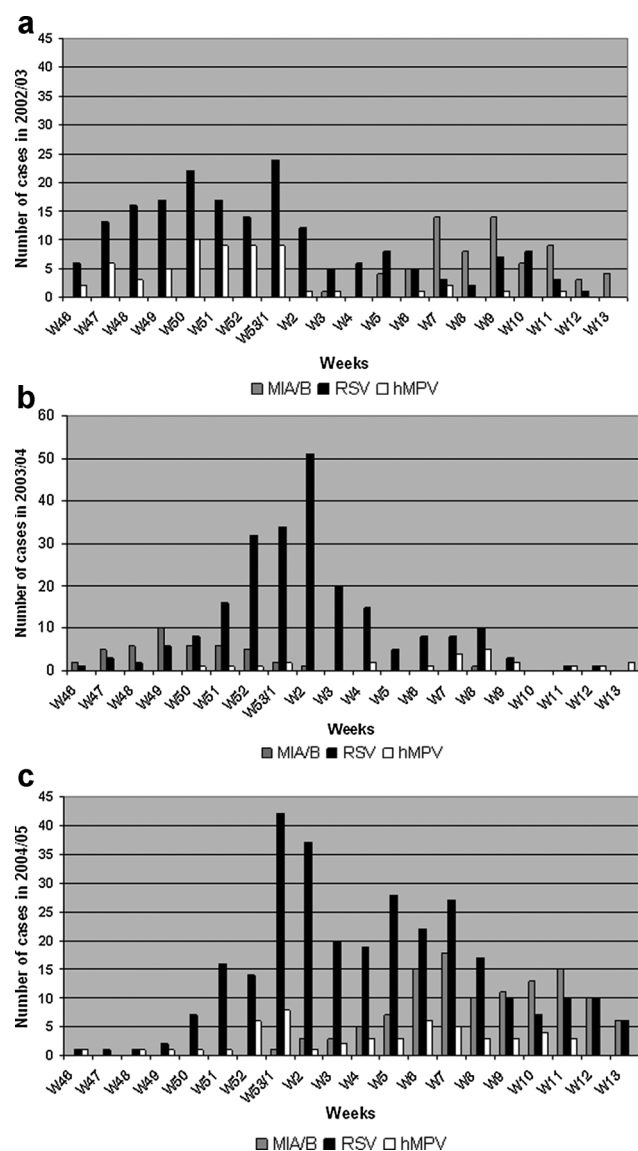 a
Number of cases in 2002/03
45
40
35
30
25
20
15
10
5
0
W46 W47 W48 W49 W50 W51 W52 W53/1 W2 W3 W4 W5 W6 W7 W8 W9 W10 W11 W12 W13
Weeks
MIA/B RSV hMPV
b
Number of cases in 2003/04
60
50
40
30
20
10
0
W46 W47 W48 W49 W50 W51 W52 W53/1 W2 W3 W4 W5 W6 W7 W8 W9 W10 W11 W12 W13
Weeks
MIA/B RSV hMPV
c
Number of cases in 2004/05
45
40
35
30
25
20
15
10
5
0
W46 W47 W48 W49 W50 W51 W52 W53/1 W2 W3 W4 W5 W6 W7 W8 W9 W10 W11 W12 W13
Weeks
MIA/B RSV hMPV